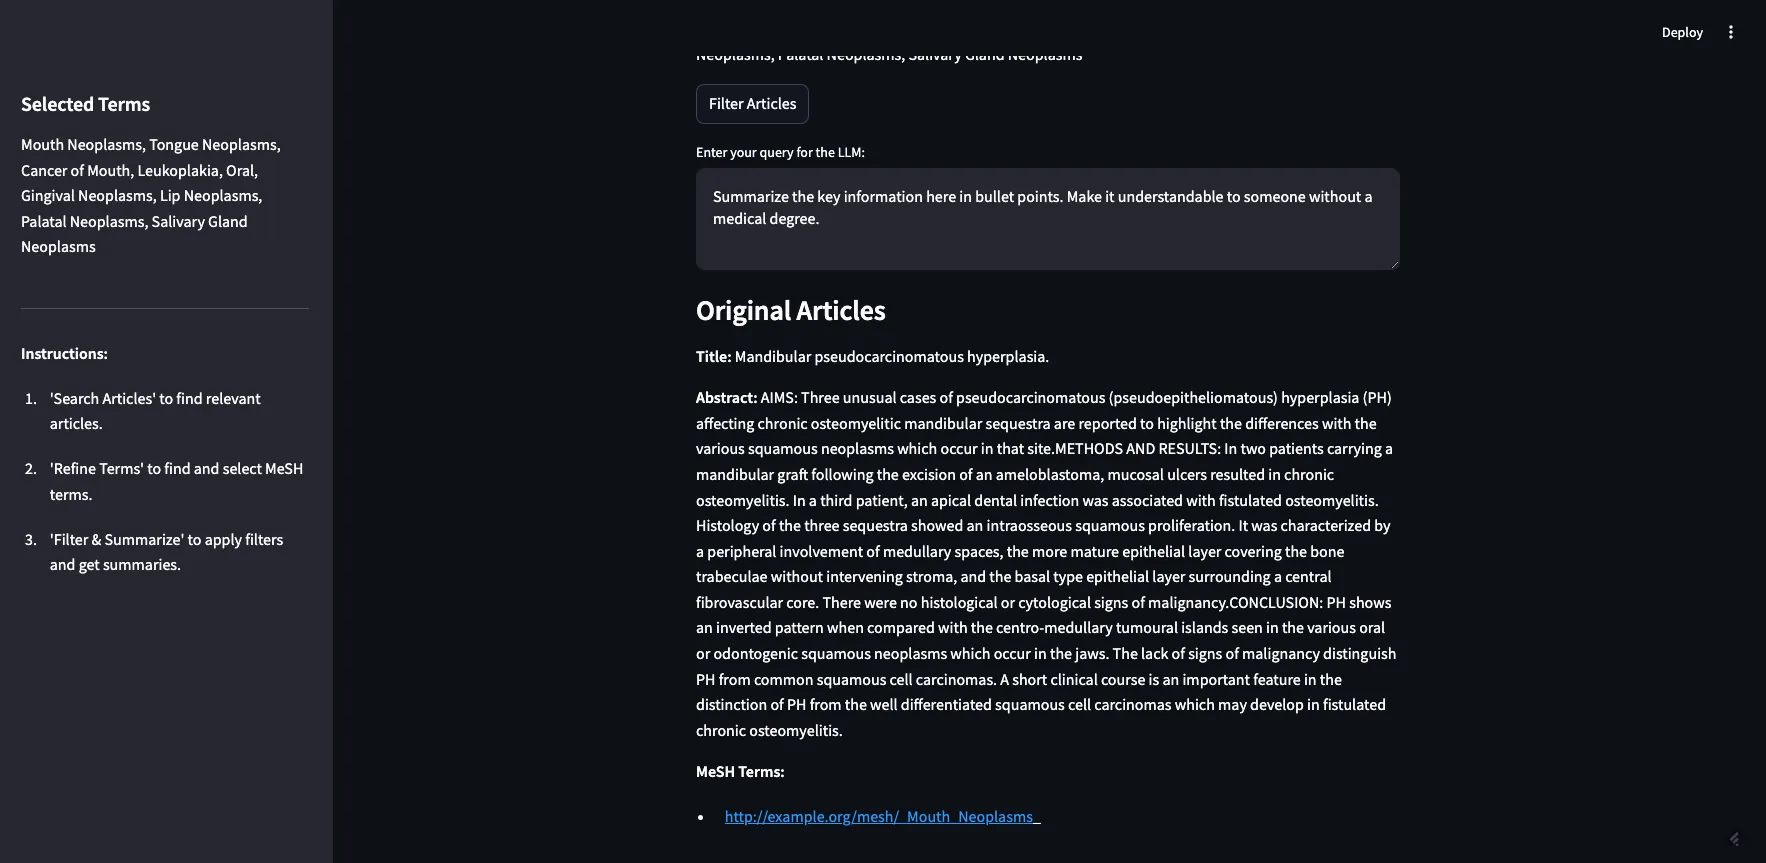 Deploy
Selected Terms
Mouth Neoplasms, Tongue Neoplasms,
Cancer of Mouth, Leukoplakia, Oral,
Gingival Neoplasms, Lip Neoplasms,
Palatal Neoplasms, Salivary Gland
Neoplasms
Instructions:
1. 'Search Articles' to find relevant
articles.
2. 'Refine Terms' to find and select MeSH
terms.
3. 'Filter & Summarize' to apply filters
and get summaries.
Neoplasms, Palatal Neoplasms, Salivary Gland Neoplasms
Filter Articles
Enter your query for the LLM:
Summarize the key information here in bullet points. Make it understandable to someone without a
medical degree.
Original Articles
Title: Mandibular pseudocarcinomatous hyperplasia.
Abstract: AIMS: Three unusual cases of pseudocarcinomatous (pseudoepitheliomatous) hyperplasia (PH)
affecting chronic osteomyelitic mandibular sequestra are reported to highlight the differences with the
various squamous neoplasms which occur in that site.METHODS AND RESULTS: In two patients carrying a
mandibular graft following the excision of an ameloblastoma, mucosal ulcers resulted in chronic
osteomyelitis. In a third patient, an apical dental infection was associated with fistulated osteomyelitis.
Histology of the three sequestra showed an intraosseous squamous proliferation. It was characterized by
a peripheral involvement of medullary spaces, the more mature epithelial layer covering the bone
trabeculae without intervening stroma, and the basal type epithelial layer surrounding a central
fibrovascular core. There were no histological or cytological signs of malignancy.CONCLUSION: PH shows
an inverted pattern when compared with the centro-medullary tumoural islands seen in the various oral
or odontogenic squamous neoplasms which occur in the jaws. The lack of signs of malignancy distinguish
PH from common squamous cell carcinomas. A short clinical course is an important feature in the
distinction of PH from the well differentiated squamous cell carcinomas which may develop in fistulated
chronic osteomyelitis.
MeSH Terms:
• http://example.org/mesh/_Mouth_Neoplasms_